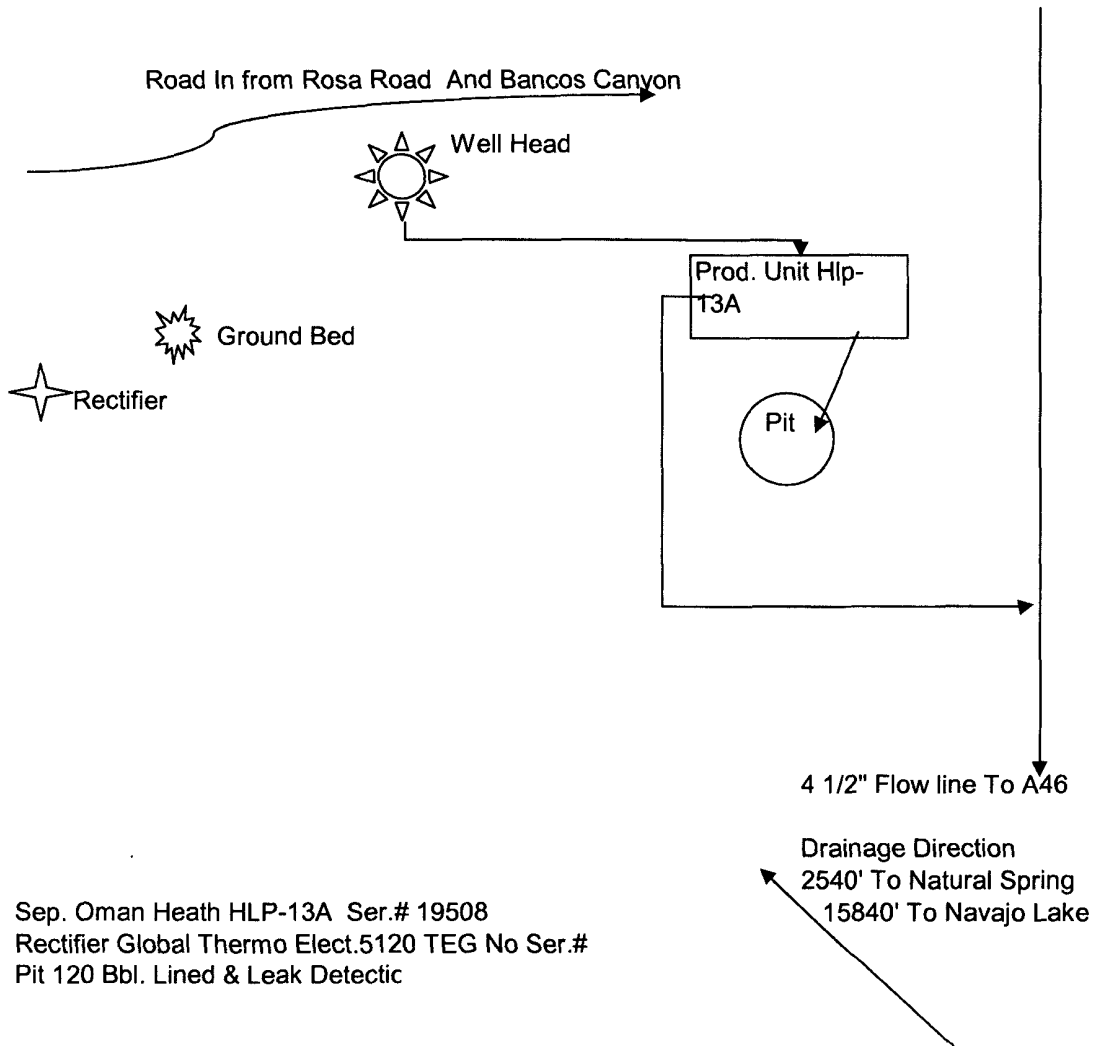 Road In from Rosa Road And Bancos Canyon
Well Head
Prod. Unit Hlp-
13A
Ground Bed
Rectifier
Pit
4 1/2" Flow line To A46
Drainage Direction
2540' To Natural Spring
15840' To Navajo Lake
Sep. Oman Heath HLP-13A Ser.# 19508
Rectifier Global Thermo Elect.5120 TEG No Ser.#
Pit 120 Bbl. Lined & Leak Detectic